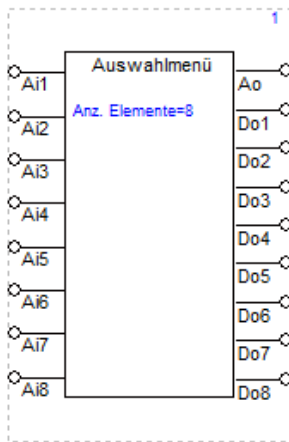 1
Auswahlmenü
Anz. Elemente=8
Ai1
Ai2
Ai3
Ai4
Ai5
Ai6
Ai7
Ai8
Ao
Do1
Do2
Do3
Do4
Do5
Do6
Do7
Do8